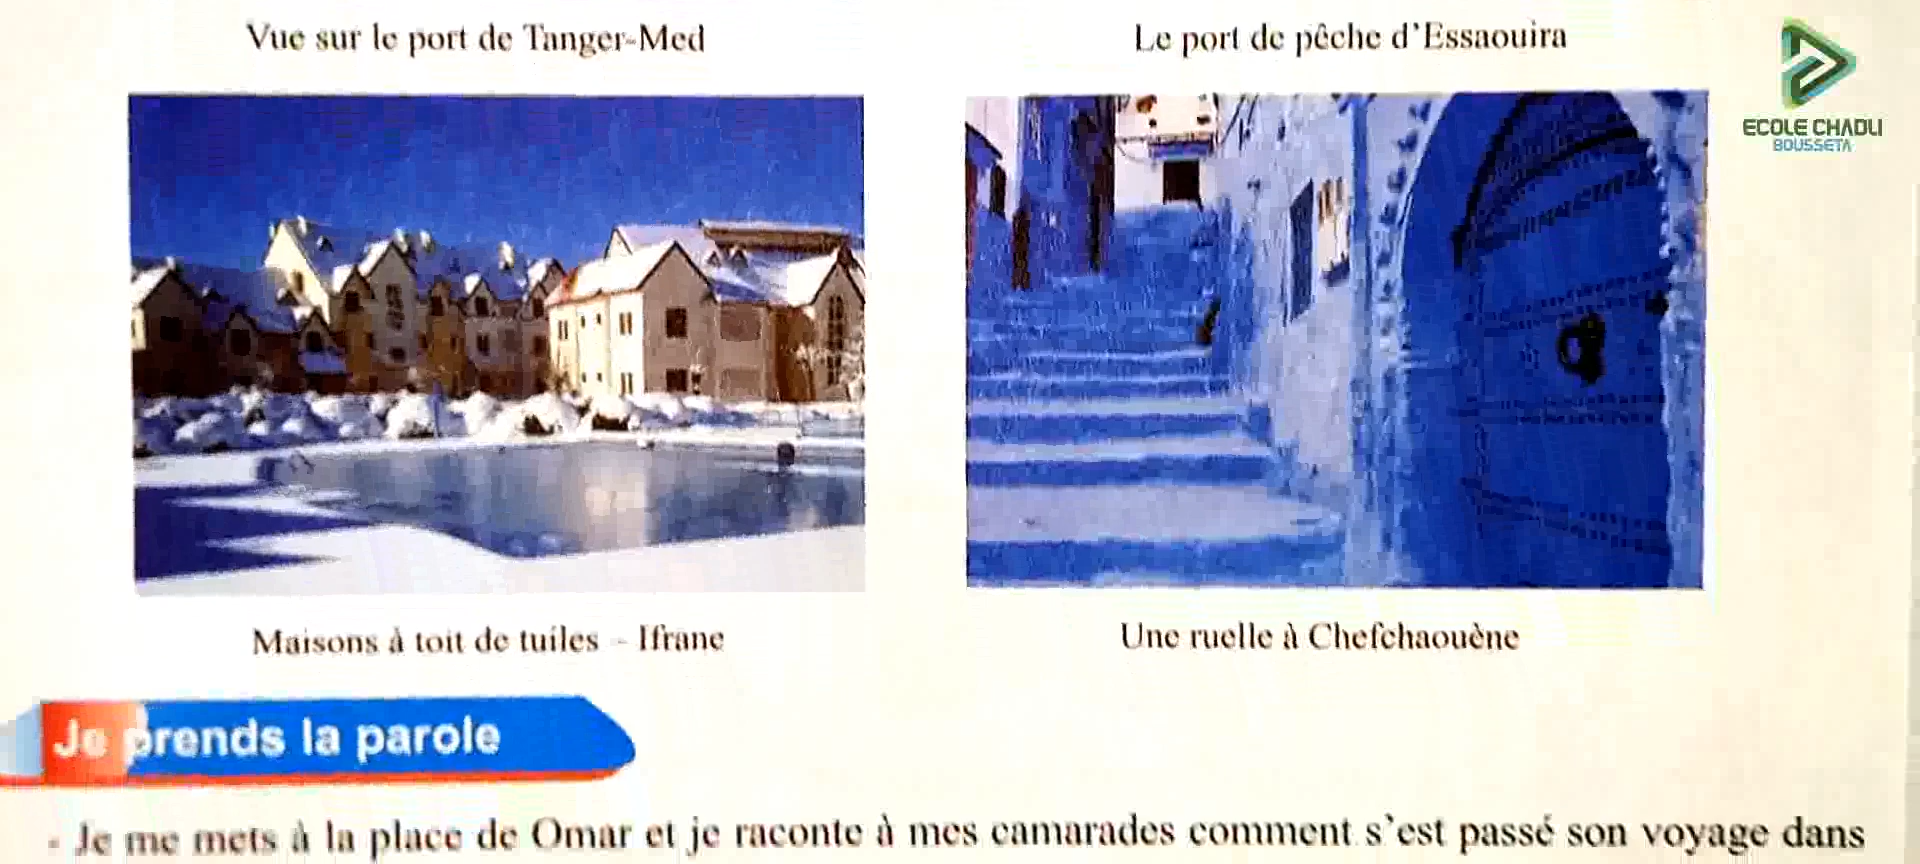 Vue sur le port de Tanger-Med
Le port de pêche d'Essaouira
ECOLE CHADLI
BOUSSETA
Maisons à toit de tuiles - Ifrane
Une ruelle à Chefchaouène
Je prends la parole
- Je me mets à la place de Omar et je raconte à mes camarades comment s'est passé son voyage dans